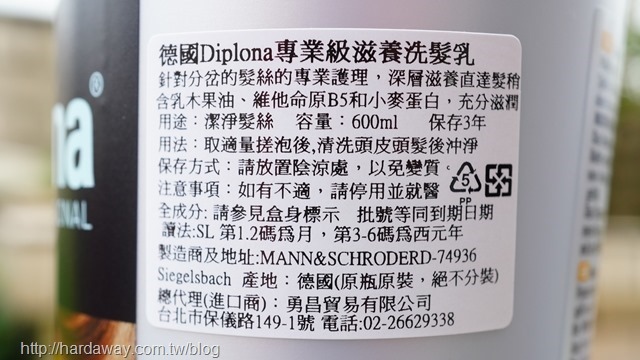 德國Diplona專業級滋養洗髮乳
針對分岔的髮絲的專業護理，深層滋養直達髮稍
含乳木果油、維他命原B5和小麥蛋白，充分滋潤
用途：潔淨髮絲 容量：600ml 保存3年
用法：取適量搓泡後,清洗頭皮頭髮後沖淨
保存方式：請放置陰涼處，以免變質。
注意事項：如有不適，請停用並就醫
5
PP
全成分: 請參見盒身標示 批號等同到期日期
讀法:SL 第1.2碼為月，第3-6碼為西元年
製造商及地址:MANN&SCHRODERD-74936
Siegelsbach 產地：德國(原瓶原裝，絕不分裝)
總代理(進口商)：勇昌貿易有限公司
台北市保儀路149-1號 電話:02-26629338
na®
ONAL
http://hardaway.com.tw/blog